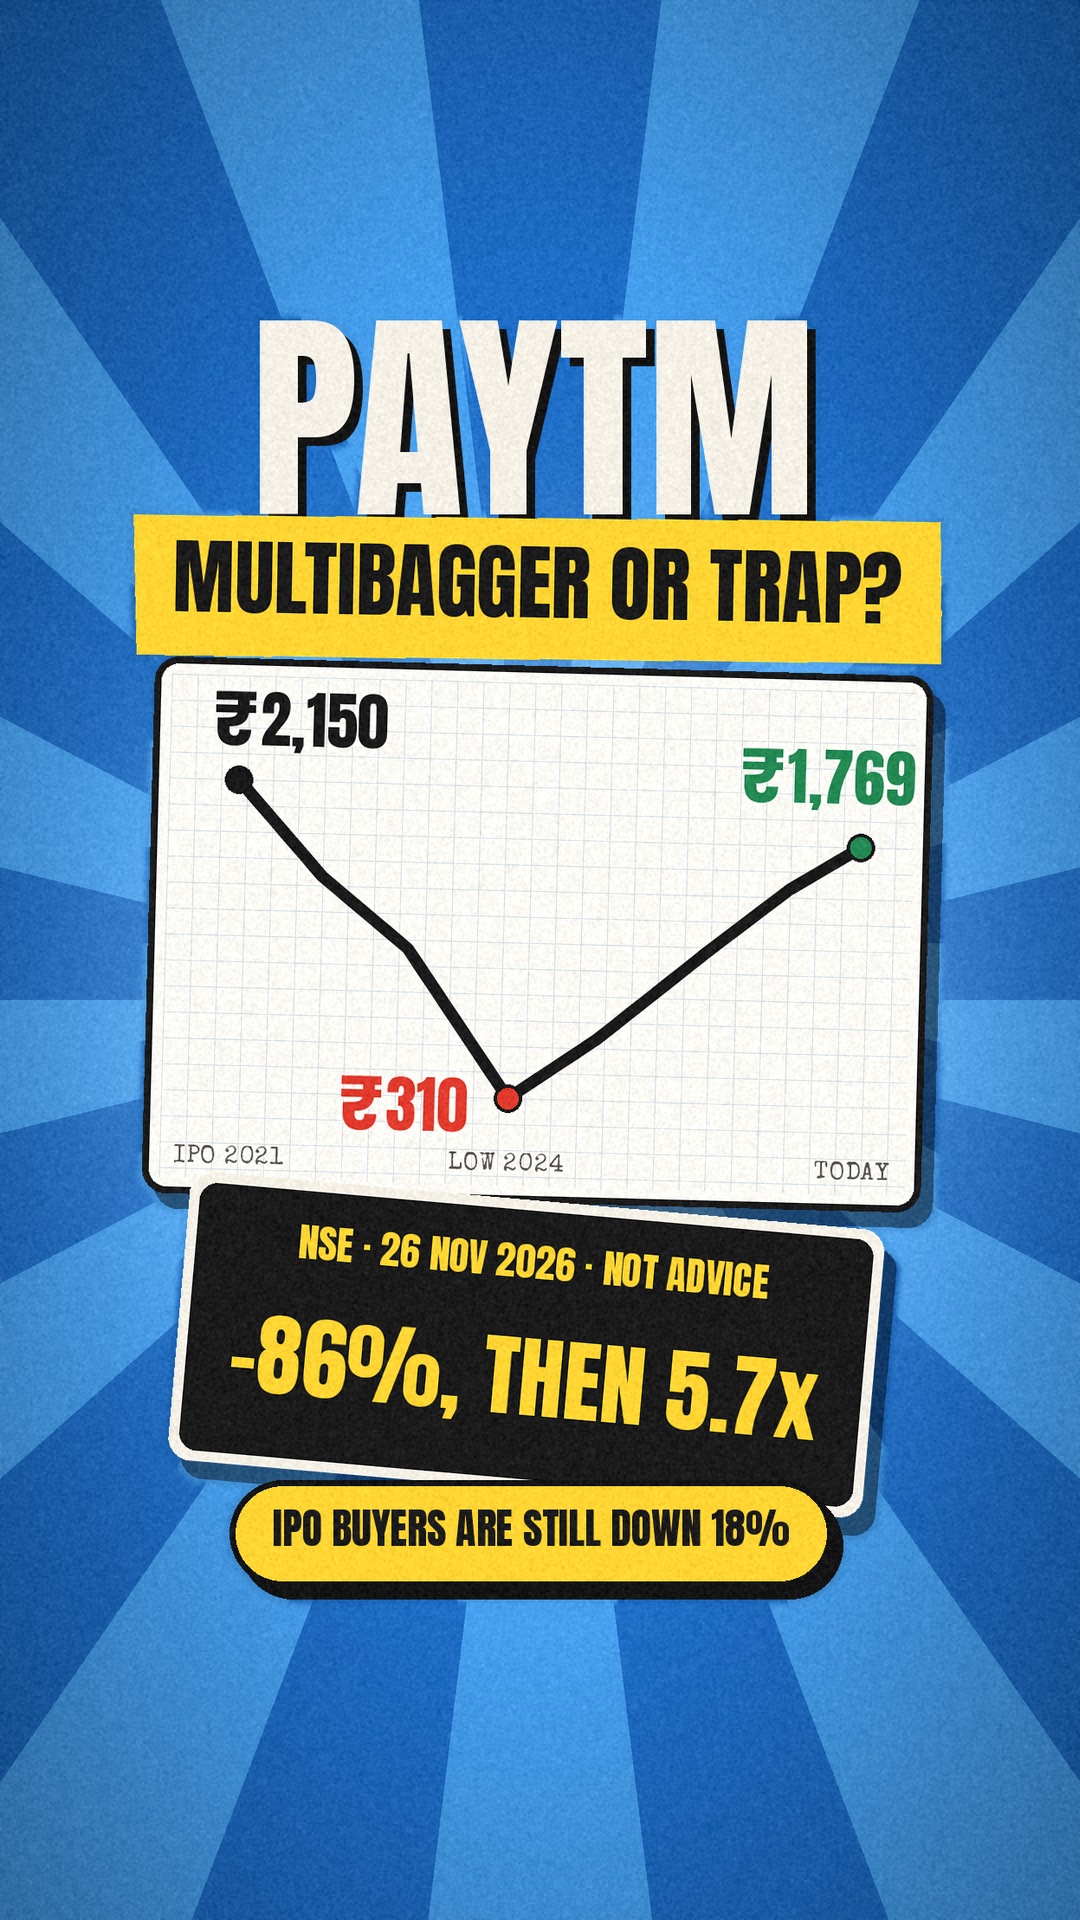 PAYTM
MULTIBAGGER OR TRAP?
₹2,150
₹1,769
₹310
IPO 2021
LOW 2024
TODAY
NSE · 26 NOV 2026 · NOT ADVICE
-86%, THEN 5.7X
IPO BUYERS ARE STILL DOWN 18%